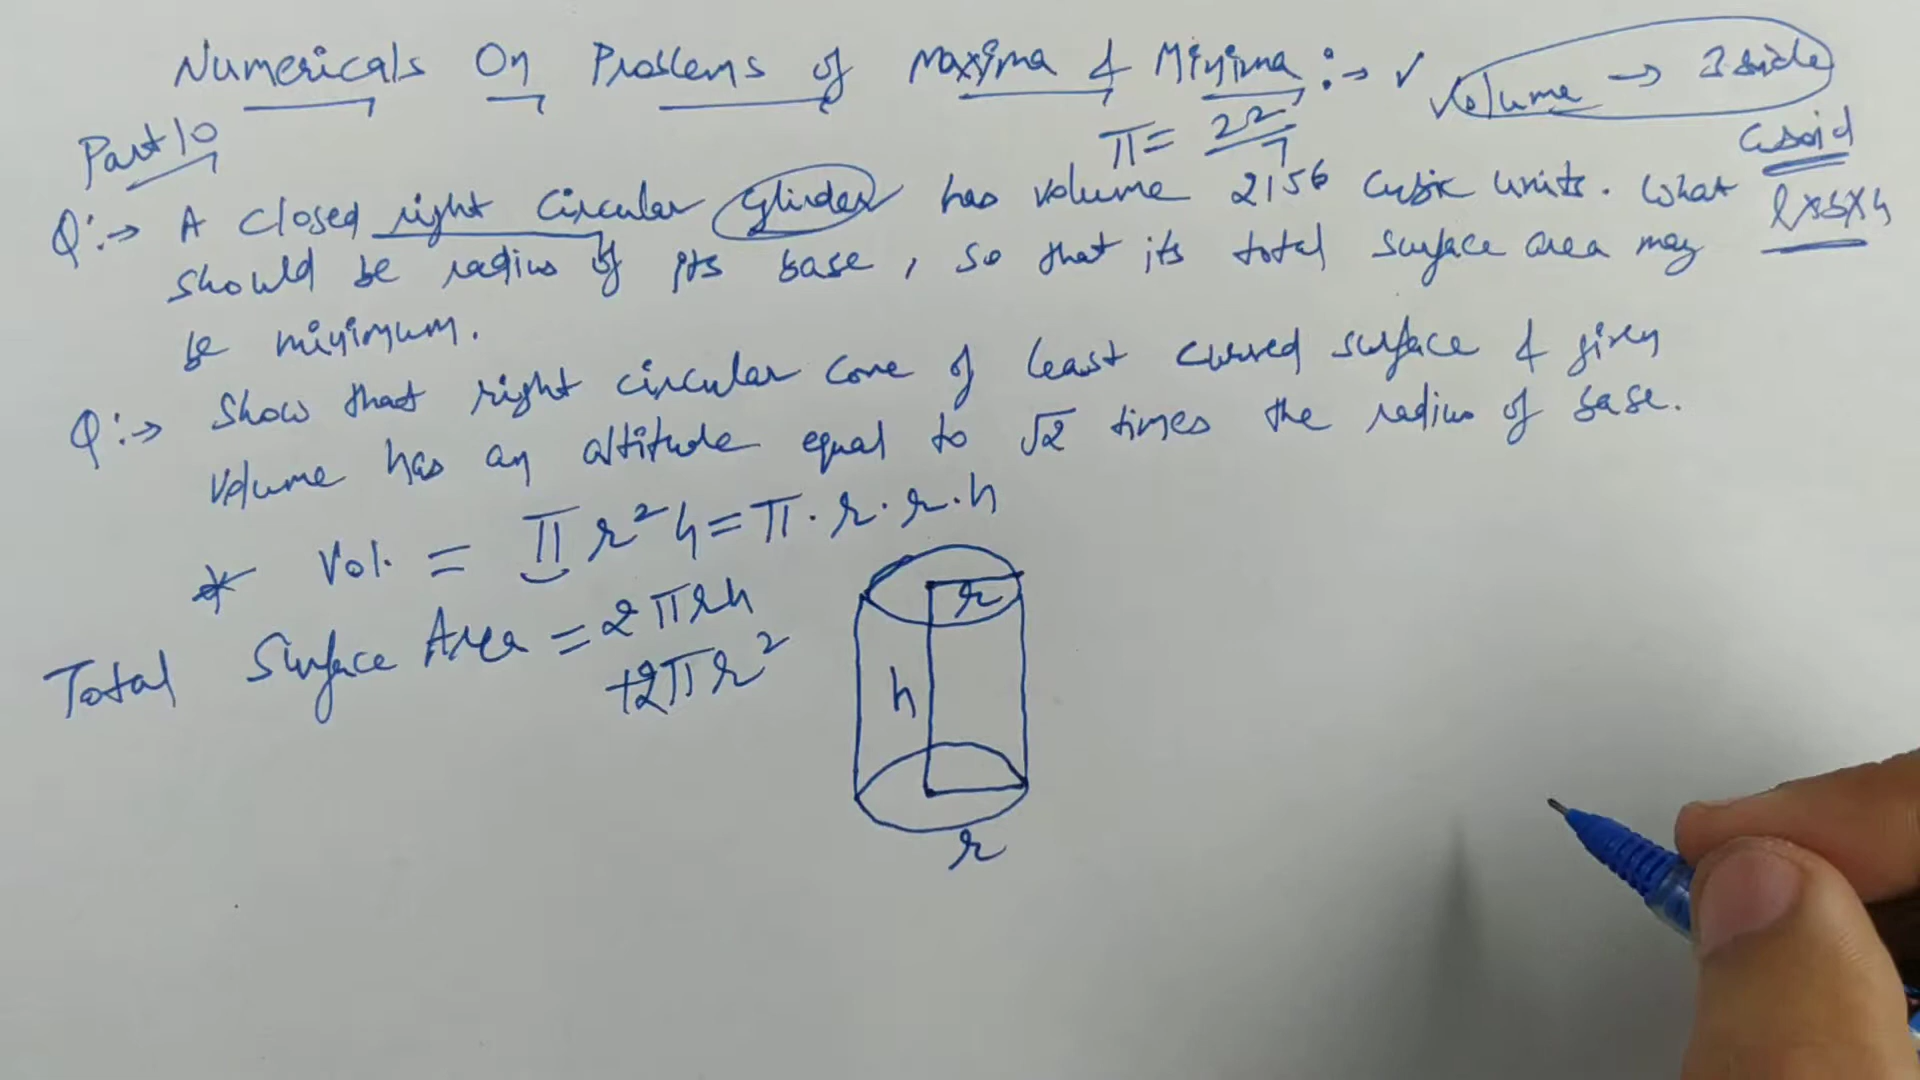 Numericals On Problems of Maxima & Minima :→ ✓
Volume → 3 side
Part 10
π = 22/7
Cuboid
l×b×h
Q:→ A closed right circular cylinder has volume 2156 cubic units. What
should be radius of its base, so that its total surface area may
be minimum.
Q:→ Show that right circular cone of least curved surface & given
volume has an altitude equal to √2 times the radius of base.
* Vol. = πr²h = π·r·r·h
Total Surface Area = 2πrh
+2πr²
r
h
r